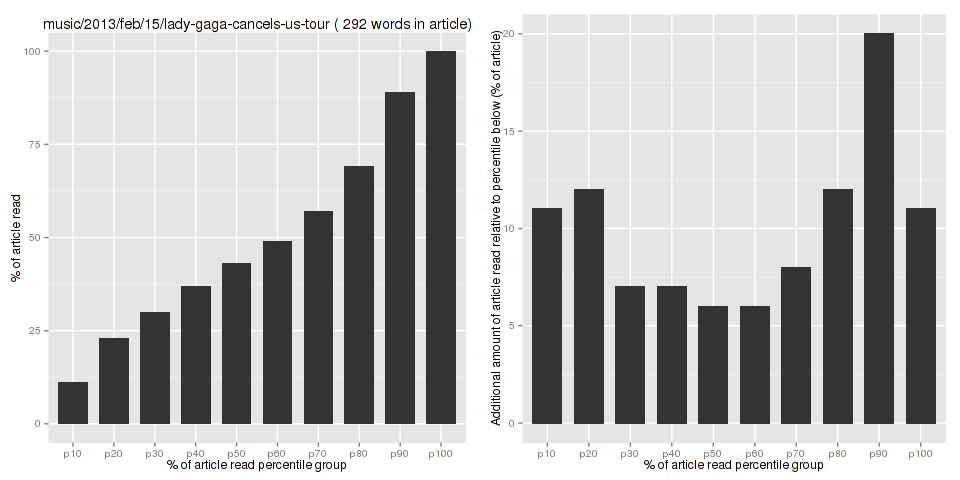 music/2013/feb/15/lady-gaga-cancels-us-tour ( 292 words in article)
% of article read
100
75
50
25
0
p10 p20 p30 p40 p50 p60 p70 p80 p90 p100
% of article read percentile group
Additional amount of article read relative to percentile below (% of article)
20
15
10
5
0
p10 p20 p30 p40 p50 p60 p70 p80 p90 p100
% of article read percentile group